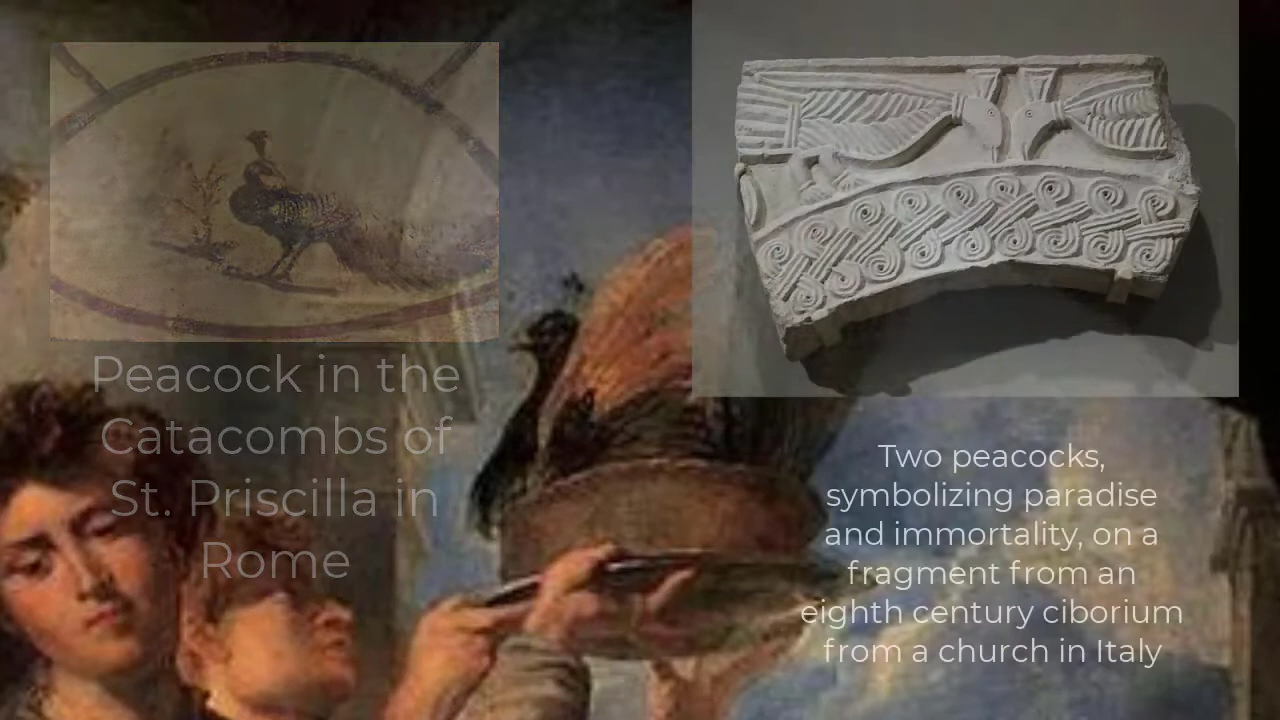 Peacock in the
Catacombs of
St. Priscilla in
Rome
Two peacocks,
symbolizing paradise
and immortality, on a
fragment from an
eighth century ciborium
from a church in Italy